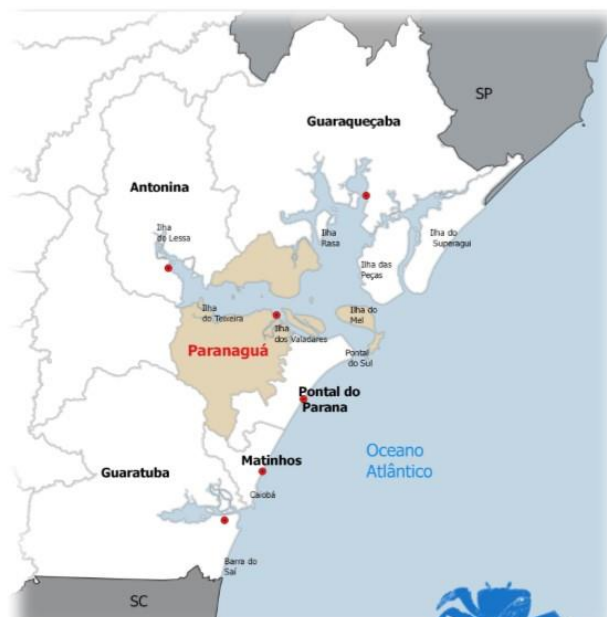 SP
Guaraqueçaba
Antonina
Ilha
do Lessa
Ilha
Rasa
Ilha do
Superagui
Ilha das
Peças
Ilha
do Teixeira
Ilha do
Mel
Ilha
dos Valadares
Paranaguá
Pontal
do Sul
Pontal do
Parana
Oceano
Atlântico
Matinhos
Guaratuba
Caiobá
Barra do
Saí
SC